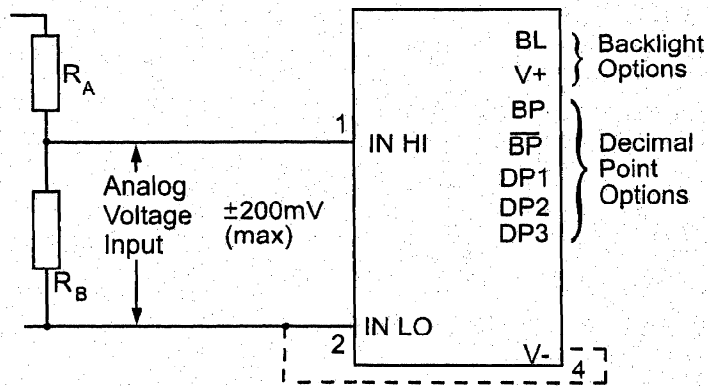 R_A
R_B
Analog
Voltage
Input
±200mV
(max)
1
2
IN HI
IN LO
BL
V+
BP
B̅P̅
DP1
DP2
DP3
V-
4
Backlight
Options
Decimal
Point
Options